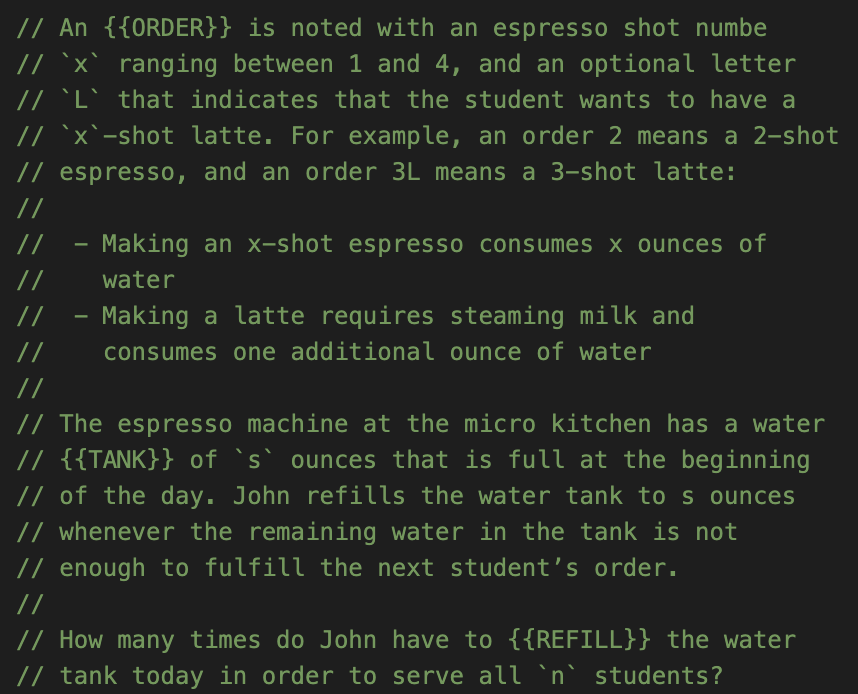 // An {{ORDER}} is noted with an espresso shot numbe
// `x` ranging between 1 and 4, and an optional letter
// `L` that indicates that the student wants to have a
// `x`-shot latte. For example, an order 2 means a 2-shot
// espresso, and an order 3L means a 3-shot latte:
//
//  - Making an x-shot espresso consumes x ounces of
//    water
//  - Making a latte requires steaming milk and
//    consumes one additional ounce of water
//
// The espresso machine at the micro kitchen has a water
// {{TANK}} of `s` ounces that is full at the beginning
// of the day. John refills the water tank to s ounces
// whenever the remaining water in the tank is not
// enough to fulfill the next student’s order.
//
// How many times do John have to {{REFILL}} the water
// tank today in order to serve all `n` students?